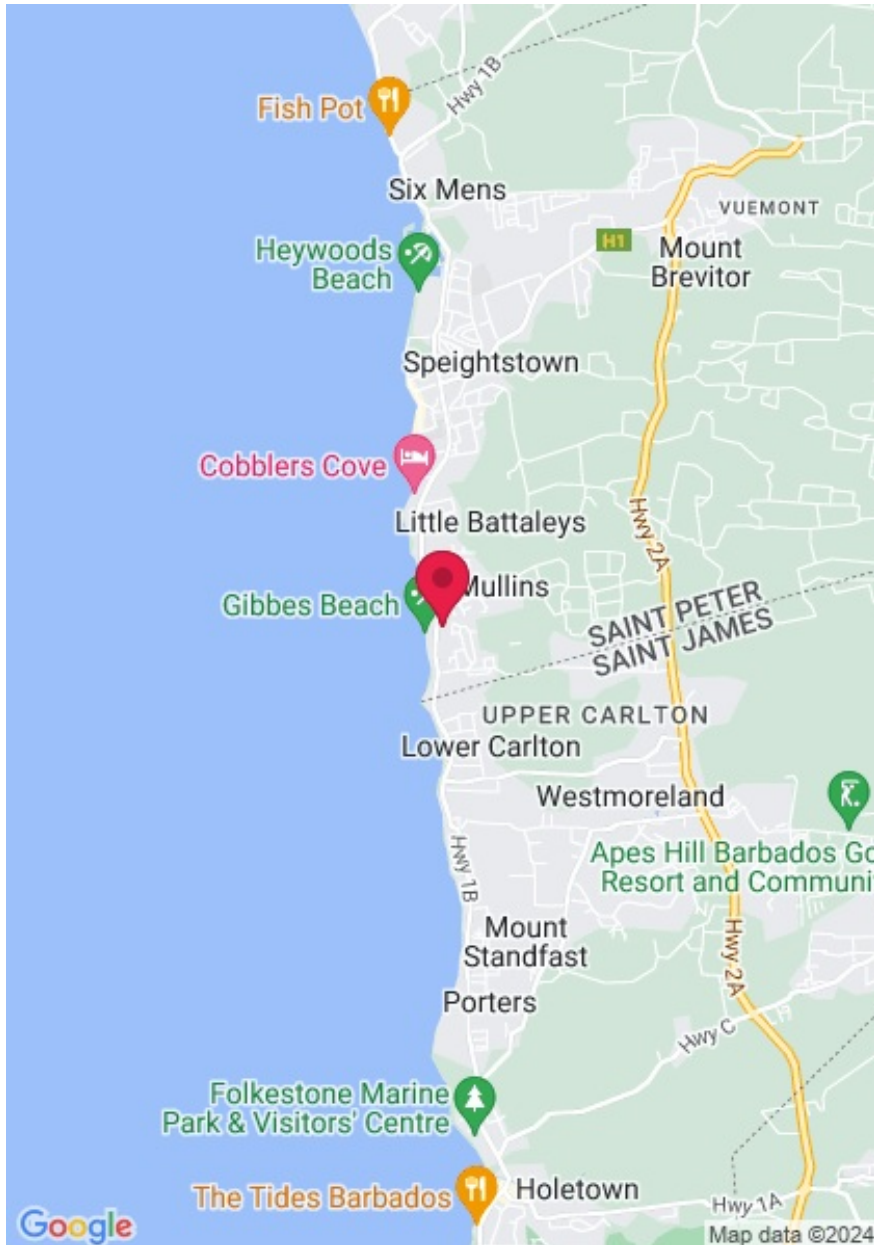 Hwy 1B
Fish Pot
Six Mens
VUEMONT
Heywoods
Beach
H1
Mount
Brevitor
Speightstown
Cobblers Cove
Little Battaleys
Hwy 2A
Mullins
Gibbes Beach
SAINT PETER
SAINT JAMES
UPPER CARLTON
Lower Carlton
Westmoreland
Hwy 1B
Apes Hill Barbados Go
Resort and Communi
Mount
Standfast
Hwy 2A
Porters
Hwy C
Folkestone Marine
Park & Visitors' Centre
The Tides Barbados
Holetown
Hwy 1A
Google
Map data ©2024